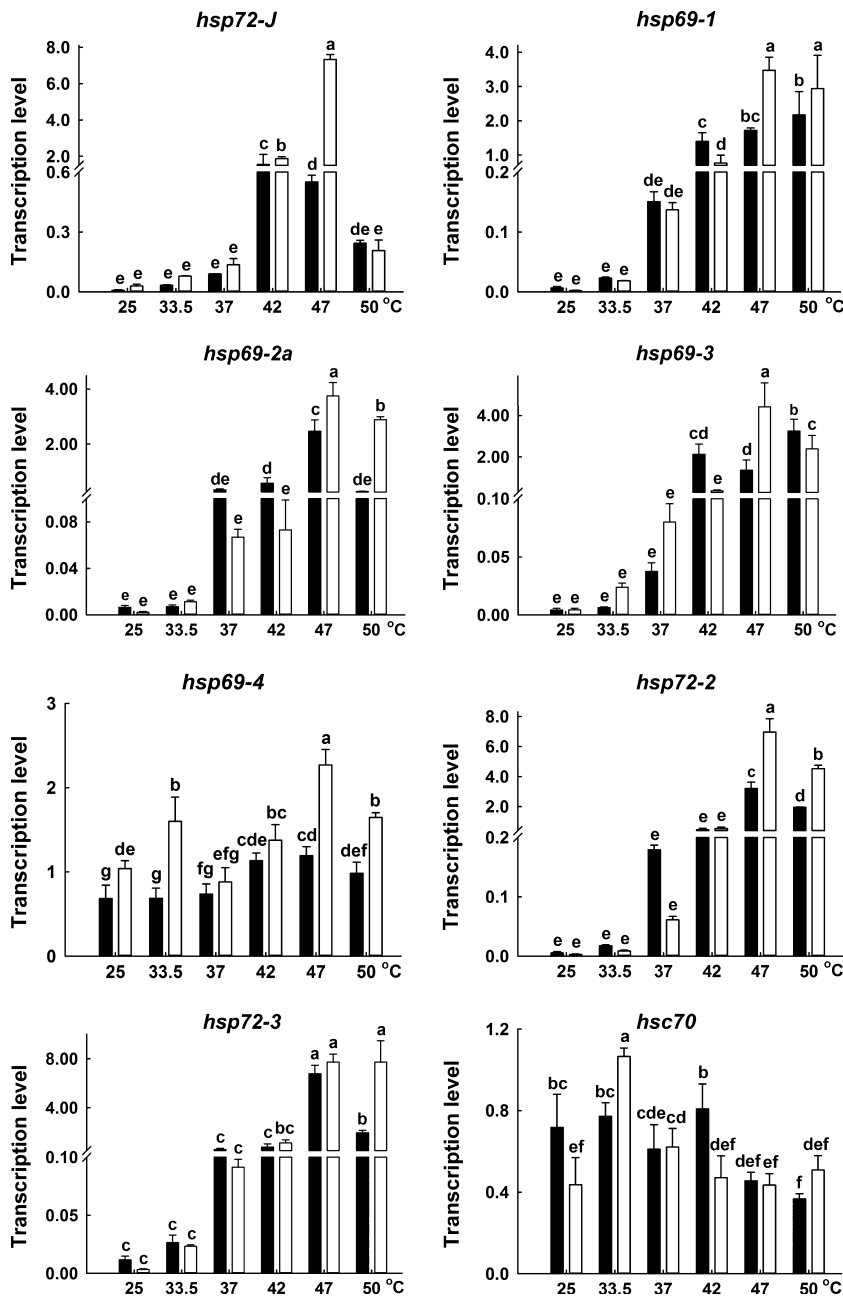 hsp72-J
Transcription level
8.0
6.0
4.0
2.0
0.6
0.3
0.0
e e e e e e c b d a de e
25 33.5 37 42 47 50 °C
hsp69-1
Transcription level
4.0
3.0
2.0
1.0
0.2
0.1
0.0
e e e e de de c d bc a b a
25 33.5 37 42 47 50 °C
hsp69-2a
Transcription level
4.00
2.00
0.08
0.04
0.00
e e e e de e d e c a de b
25 33.5 37 42 47 50 °C
hsp69-3
Transcription level
4.00
2.00
0.10
0.05
0.00
e e e e e e cd e d a b c
25 33.5 37 42 47 50 °C
hsp69-4
Transcription level
3
2
1
0
g de g b fg efg cde bc cd a def b
25 33.5 37 42 47 50 °C
hsp72-2
Transcription level
8.0
6.0
4.0
2.0
0.2
0.1
0.0
e e e e e e e e c a d b
25 33.5 37 42 47 50 °C
hsp72-3
Transcription level
8.00
4.00
0.10
0.05
0.00
c c c c c c c bc a a b a
25 33.5 37 42 47 50 °C
hsc70
Transcription level
1.2
0.8
0.4
0.0
bc ef bc a cde cd b def def ef f def
25 33.5 37 42 47 50 °C